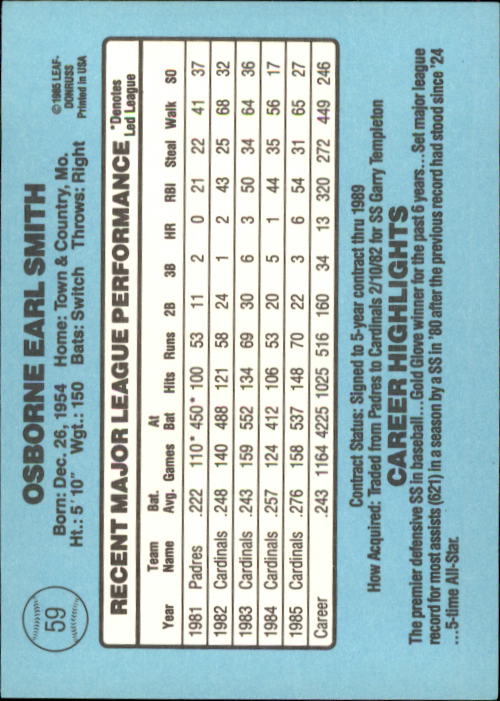 59
OSBORNE EARL SMITH
©1985 LEAF-
DONRUSS
Printed in USA
Born: Dec. 26, 1954 Home: Town & Country, Mo.
Ht.: 5'10" Wgt.: 150 Bats: Switch Throws: Right
RECENT MAJOR LEAGUE PERFORMANCE *Denotes
Led League
Team Bat. At
Year Name Avg. Games Bat Hits Runs 2B 3B HR RBI Steal Walk SO
1981 Padres .222 110* 450* 100 53 11 2 0 21 22 41 37
1982 Cardinals .248 140 488 121 58 24 1 2 43 25 68 32
1983 Cardinals .243 159 552 134 69 30 6 3 50 34 64 36
1984 Cardinals .257 124 412 106 53 20 5 1 44 35 56 17
1985 Cardinals .276 158 537 148 70 22 3 6 54 31 65 27
Career .243 1164 4225 1025 516 160 34 13 320 272 449 246
Contract Status: Signed to 5-year contract thru 1989
How Acquired: Traded from Padres to Cardinals 2/10/82 for SS Garry Templeton
CAREER HIGHLIGHTS
The premier defensive SS in baseball... Gold Glove winner for the past 6 years... Set major league
record for most assists (621) in a season by a SS in '80 after the previous record had stood since '24
...5-time All-Star.